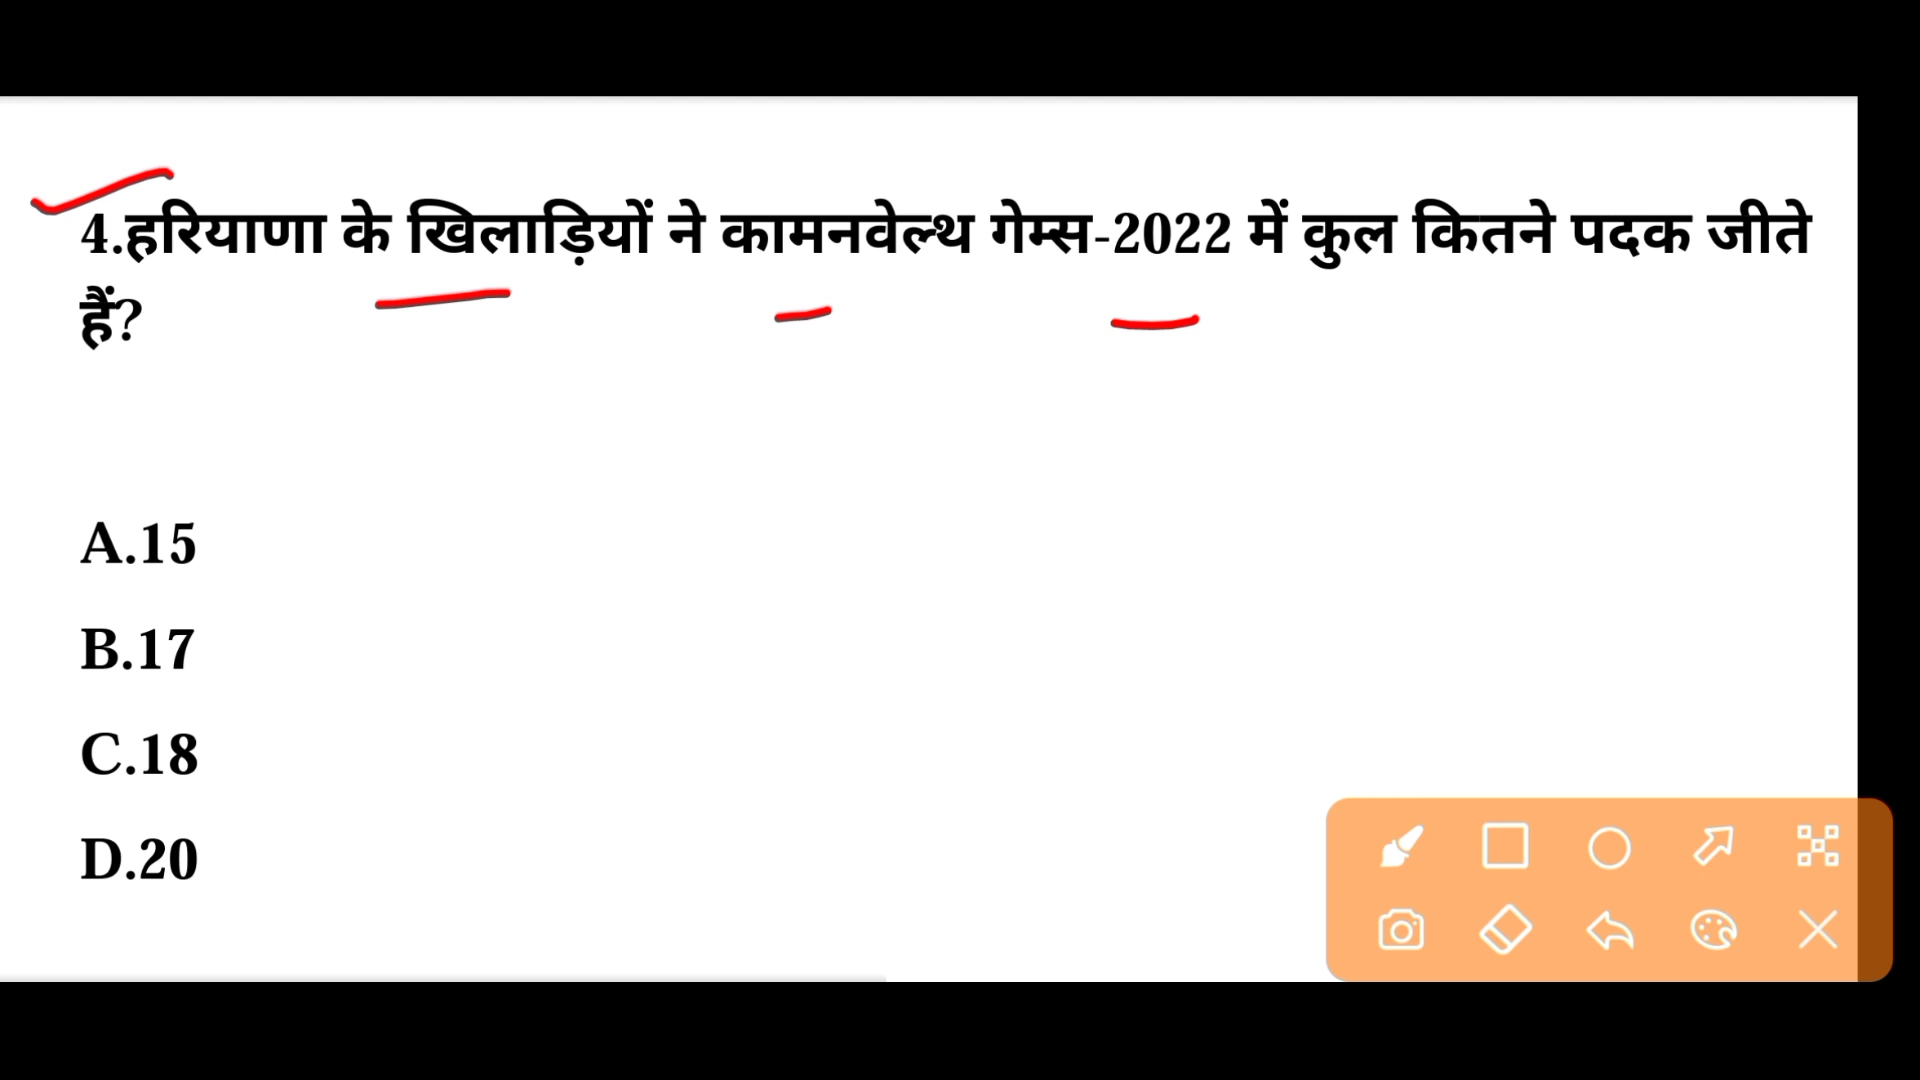 4.हरियाणा के खिलाड़ियों ने कामनवेल्थ गेम्स-2022 में कुल कितने पदक जीते
हैं?
A.15
B.17
C.18
D.20